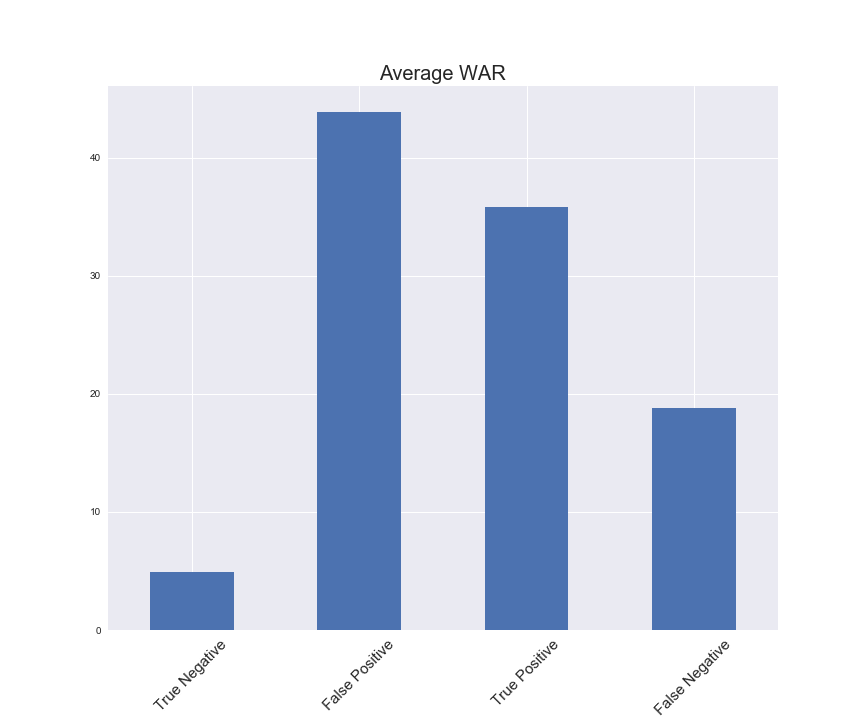 Average WAR
40
30
20
10
0
True Negative
False Positive
True Positive
False Negative